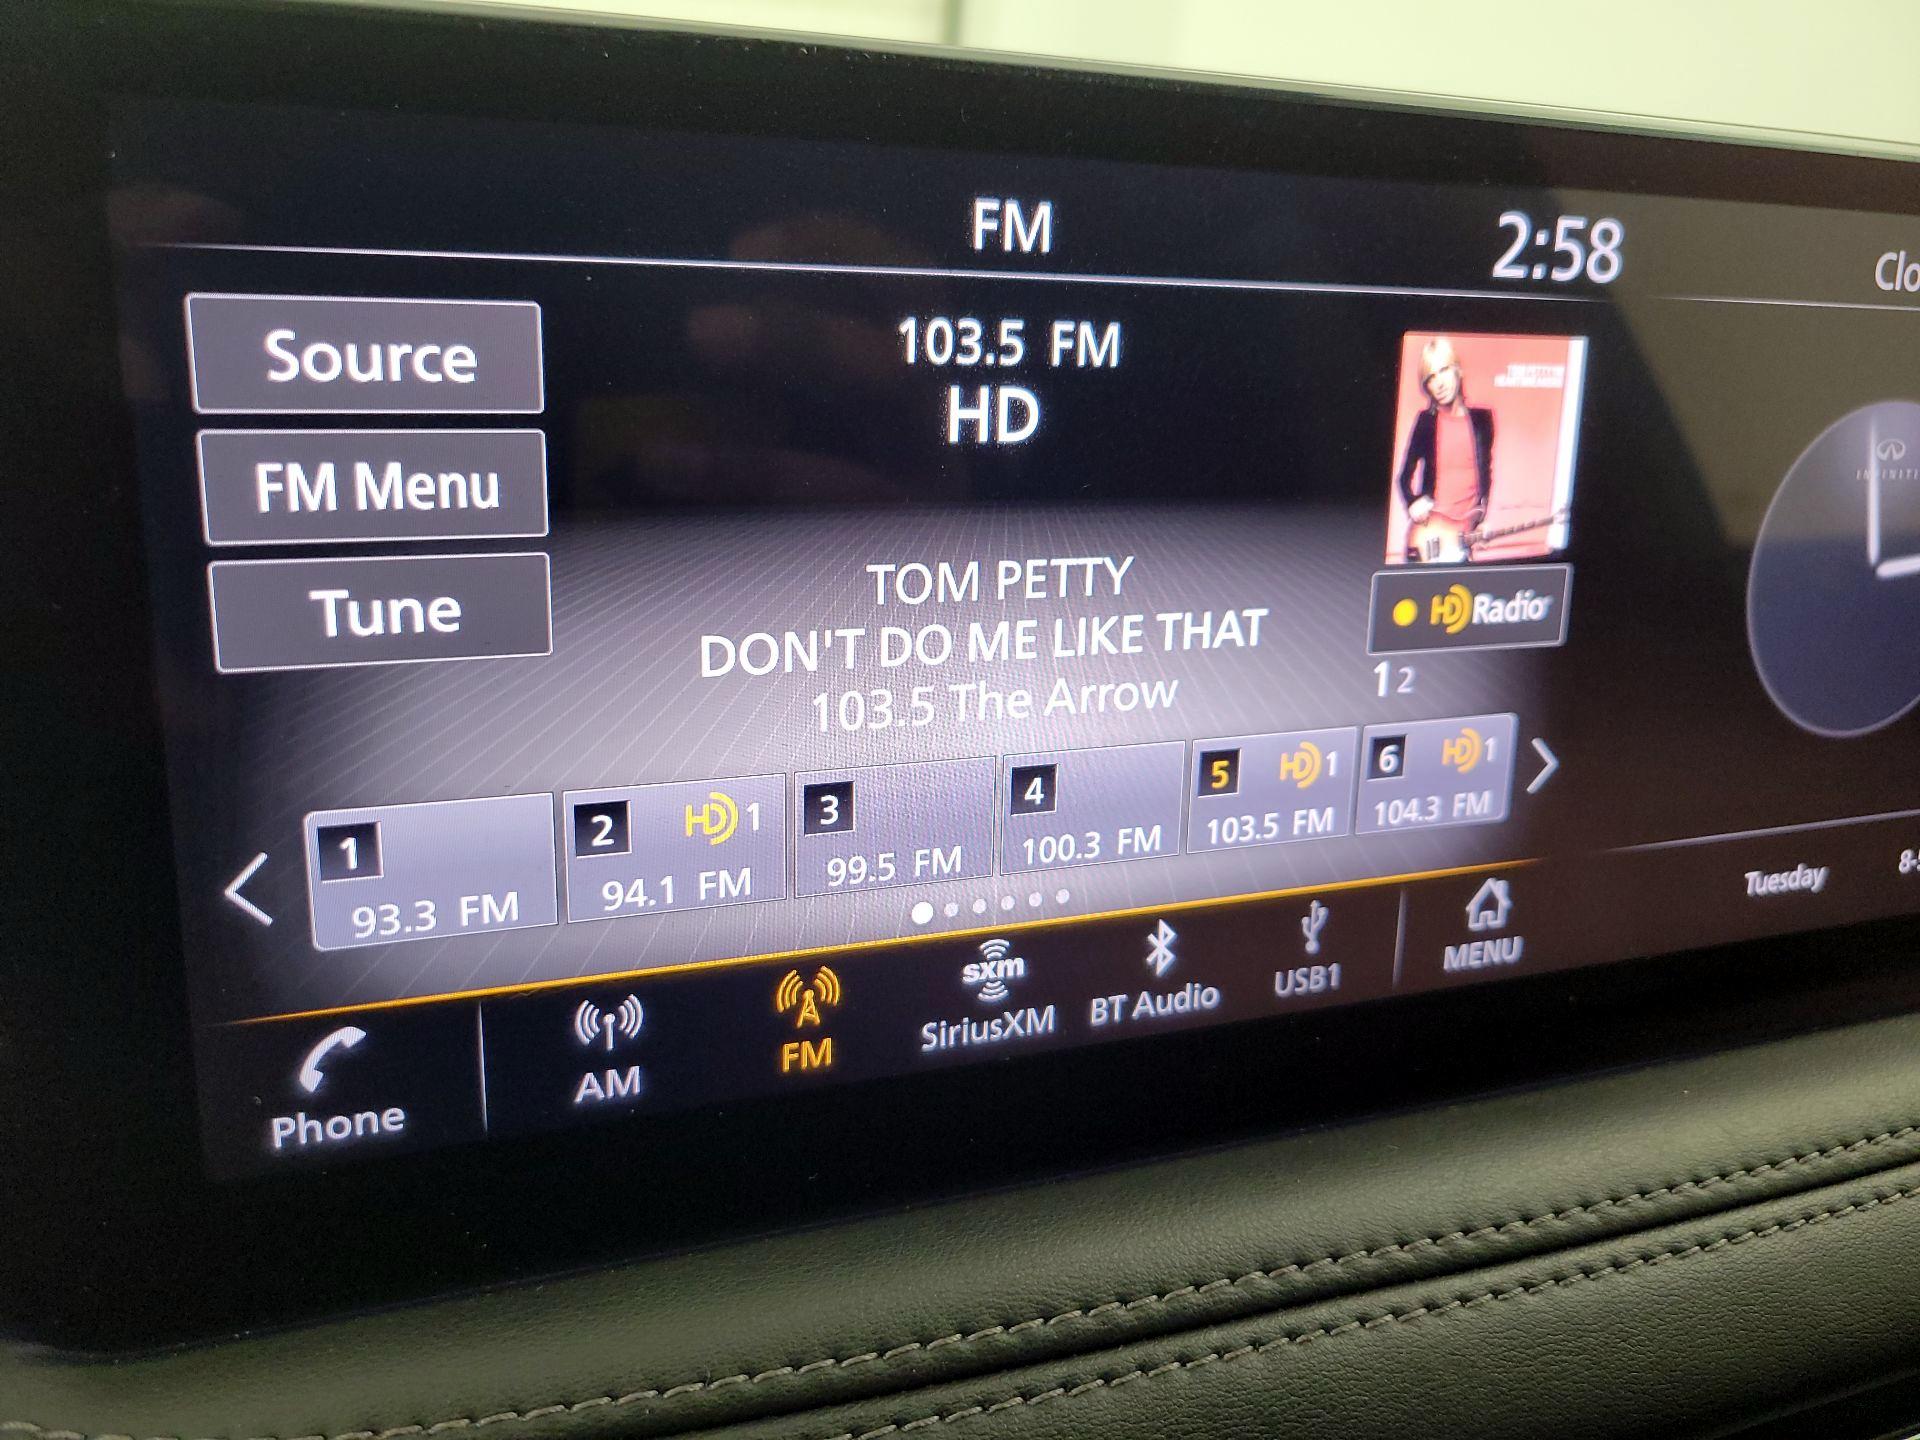 FM
2:58
Clo
Source
103.5 FM
HD
FM Menu
Tune
TOM PETTY
DON'T DO ME LIKE THAT
103.5 The Arrow
HD Radio
1 2
INFINITI
1 93.3 FM
2 HD 1 94.1 FM
3 99.5 FM
4 100.3 FM
5 HD 1 103.5 FM
6 HD 1 104.3 FM
Tuesday
Phone
AM
FM
sxm
SiriusXM
BT Audio
USB1
MENU